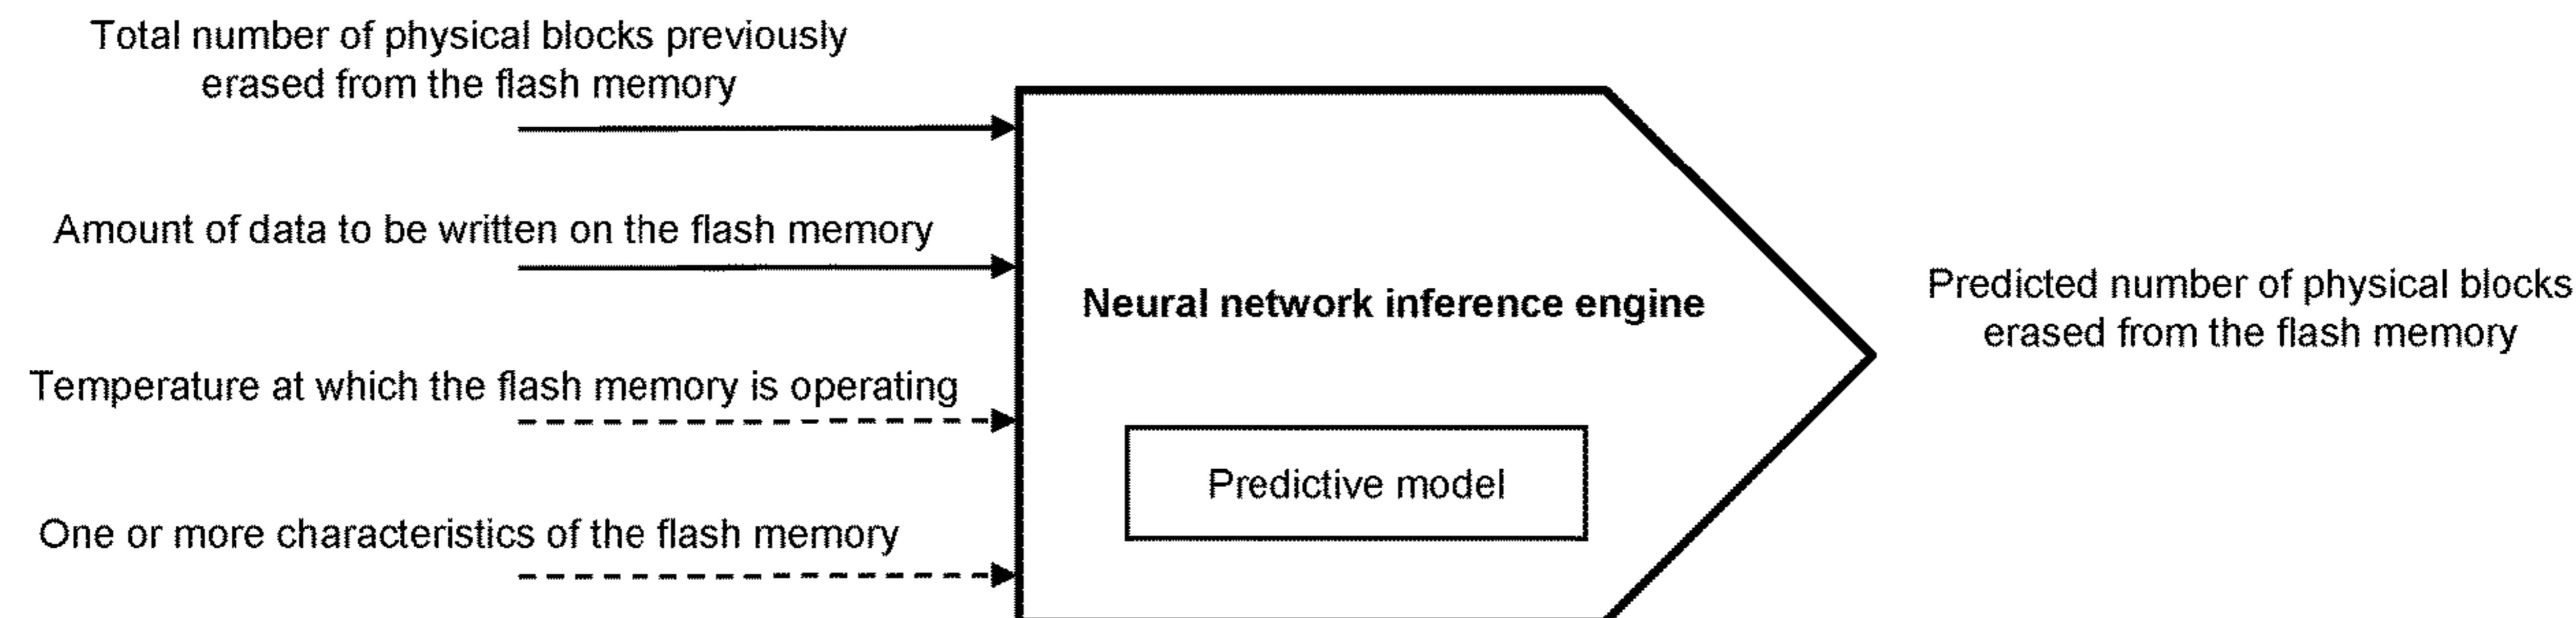 Total number of physical blocks previously
erased from the flash memory
Amount of data to be written on the flash memory
Temperature at which the flash memory is operating
One or more characteristics of the flash memory
Neural network inference engine
Predictive model
Predicted number of physical blocks
erased from the flash memory